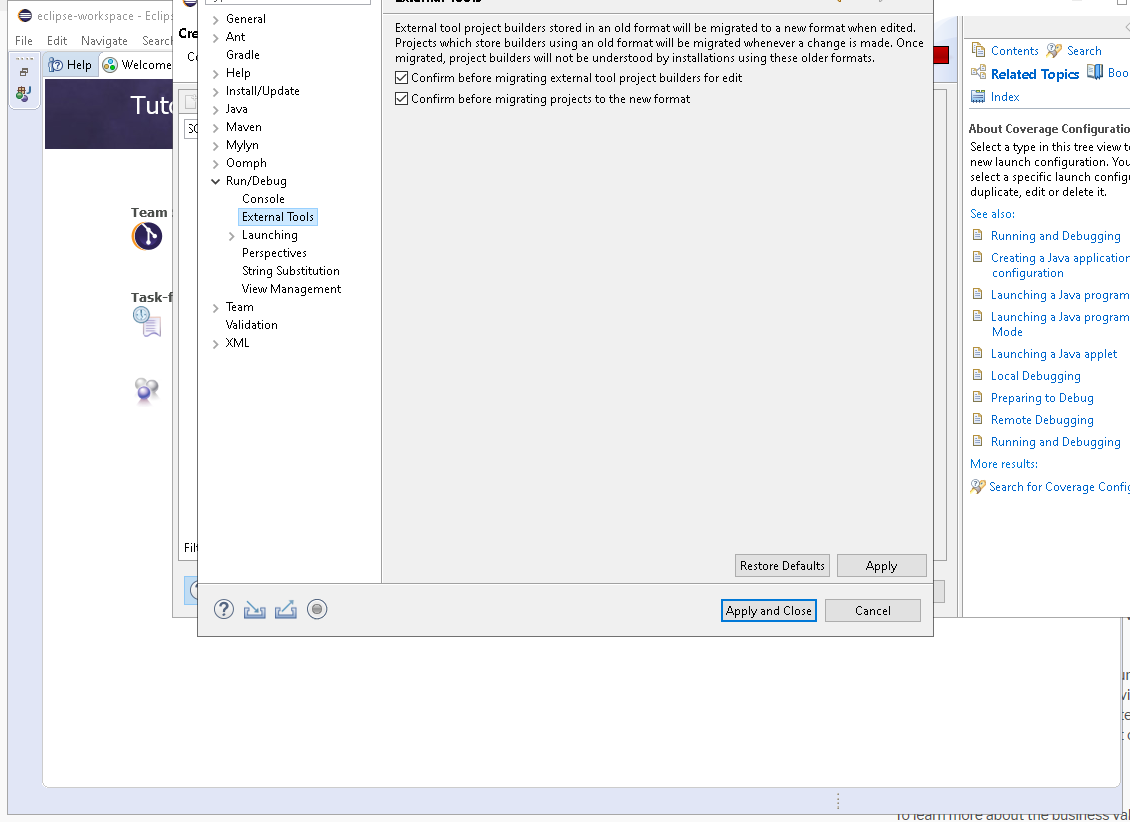 eclipse-workspace - Eclips
File Edit Navigate Search
Help
Welcome
Tuto
Team
Task-f
Cre
SC
Filt
General
Ant
Gradle
Help
Install/Update
Java
Maven
Mylyn
Oomph
Run/Debug
Console
External Tools
Launching
Perspectives
String Substitution
View Management
Team
Validation
XML
External Tools
External tool project builders stored in an old format will be migrated to a new format when edited.
Projects which store builders using an old format will be migrated whenever a change is made. Once
migrated, project builders will not be understood by installations using these older formats.
Confirm before migrating external tool project builders for edit
Confirm before migrating projects to the new format
Restore Defaults
Apply
Apply and Close
Cancel
Contents
Search
Related Topics
Boo
Index
About Coverage Configuratio
Select a type in this tree view to
new launch configuration. You
select a specific launch configu
duplicate, edit or delete it.
See also:
Running and Debugging
Creating a Java application
configuration
Launching a Java program
Launching a Java program
Mode
Launching a Java applet
Local Debugging
Preparing to Debug
Remote Debugging
Running and Debugging
More results:
Search for Coverage Config
To learn more about the business val